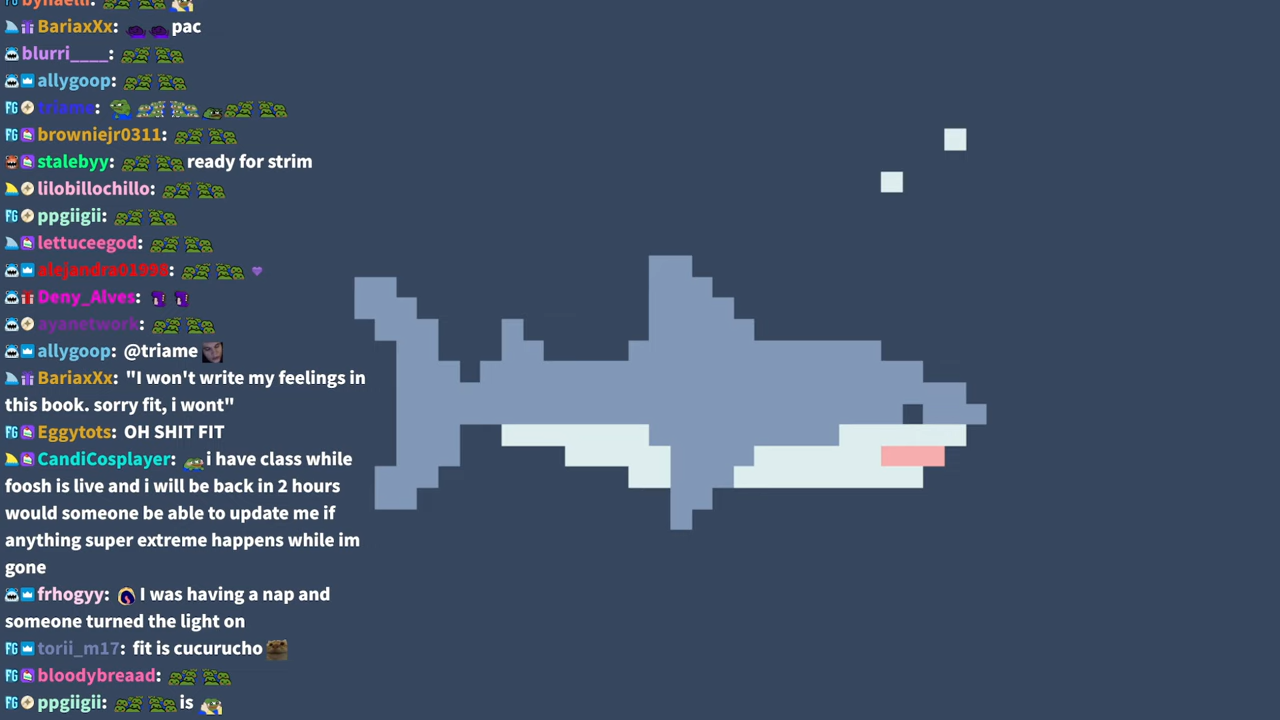 bynaelli:
BariaxXx: pac
blurri____:
allygoop:
triame:
browniejr0311:
stalebyy: ready for strim
lilobillochillo:
ppgiigii:
lettuceegod:
alejandra01998:
Deny_Alves:
ayanetwork:
allygoop: @triame
BariaxXx: "I won't write my feelings in
this book. sorry fit, i wont"
Eggytots: OH SHIT FIT
CandiCosplayer: i have class while
foosh is live and i will be back in 2 hours
would someone be able to update me if
anything super extreme happens while im
gone
frhogyy: I was having a nap and
someone turned the light on
torii_m17: fit is cucurucho
bloodybreaad:
ppgiigii: is